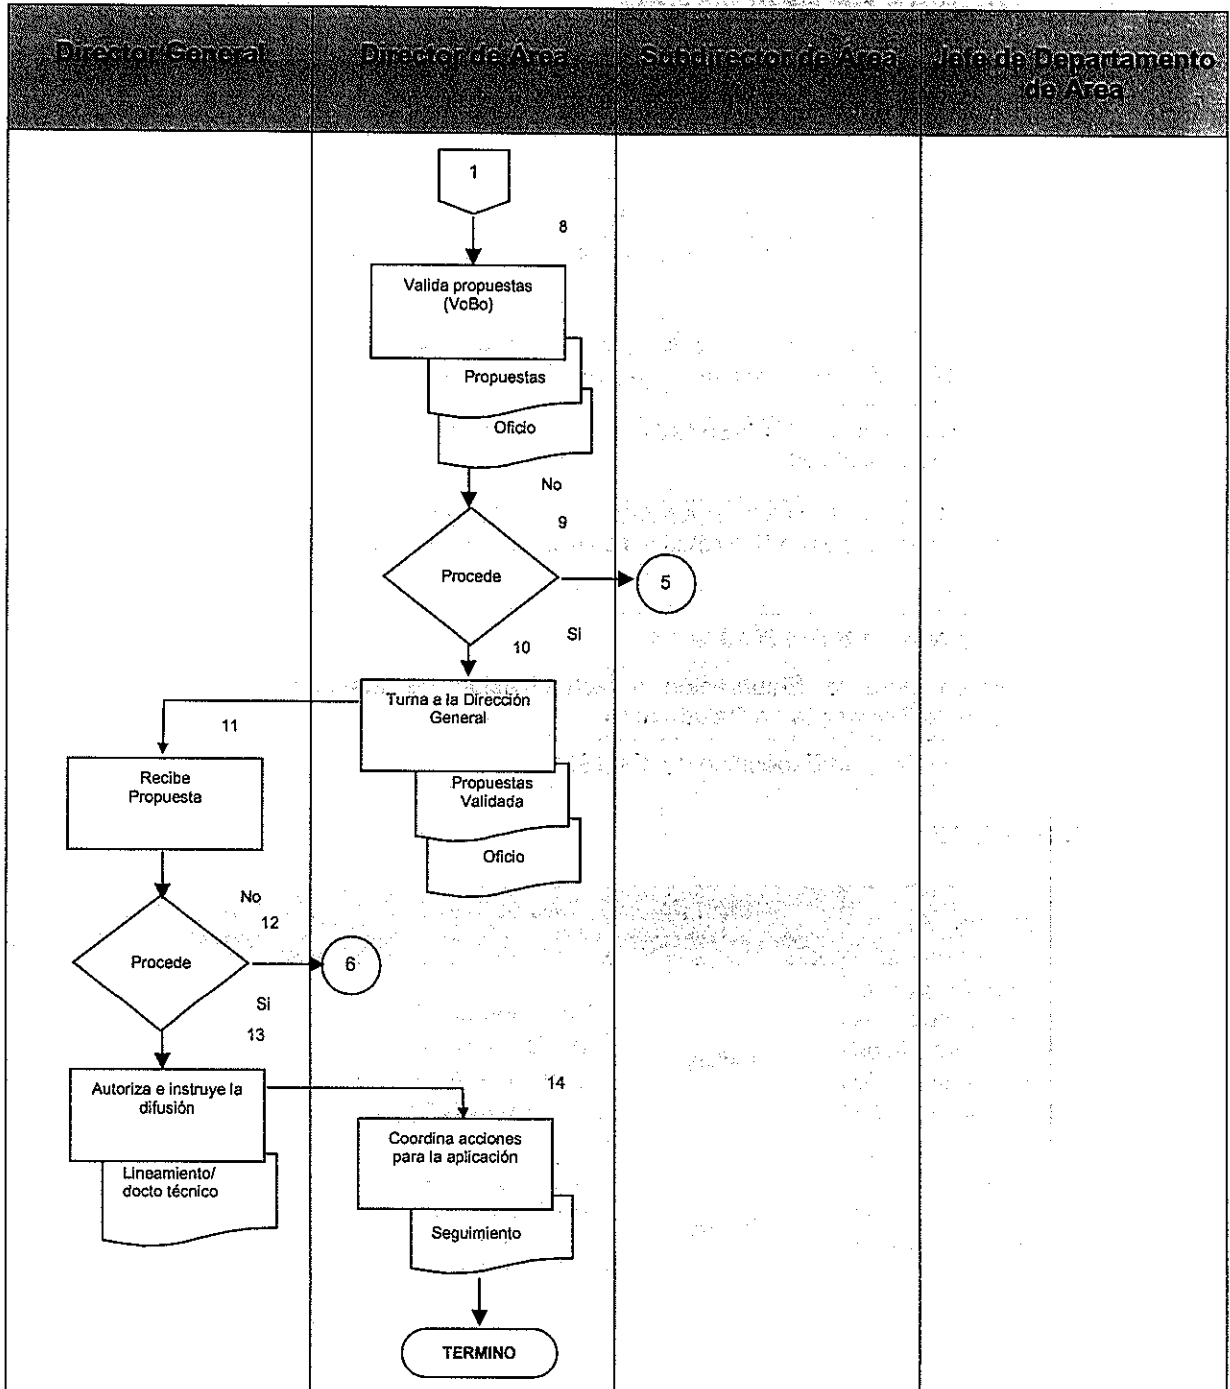 Director General
Director de Area
Subdirector de Área
Jefe de Departamento
de Area
1
8
Valida propuestas
(VoBo)
Propuestas
Oficio
No
9
Procede
5
Si
10
Turna a la Dirección
General
11
Propuestas
Validada
Oficio
Recibe
Propuesta
No
12
Procede
6
Si
13
Autoriza e instruye la
difusión
Lineamiento/
docto técnico
14
Coordina acciones
para la aplicación
Seguimiento
TERMINO